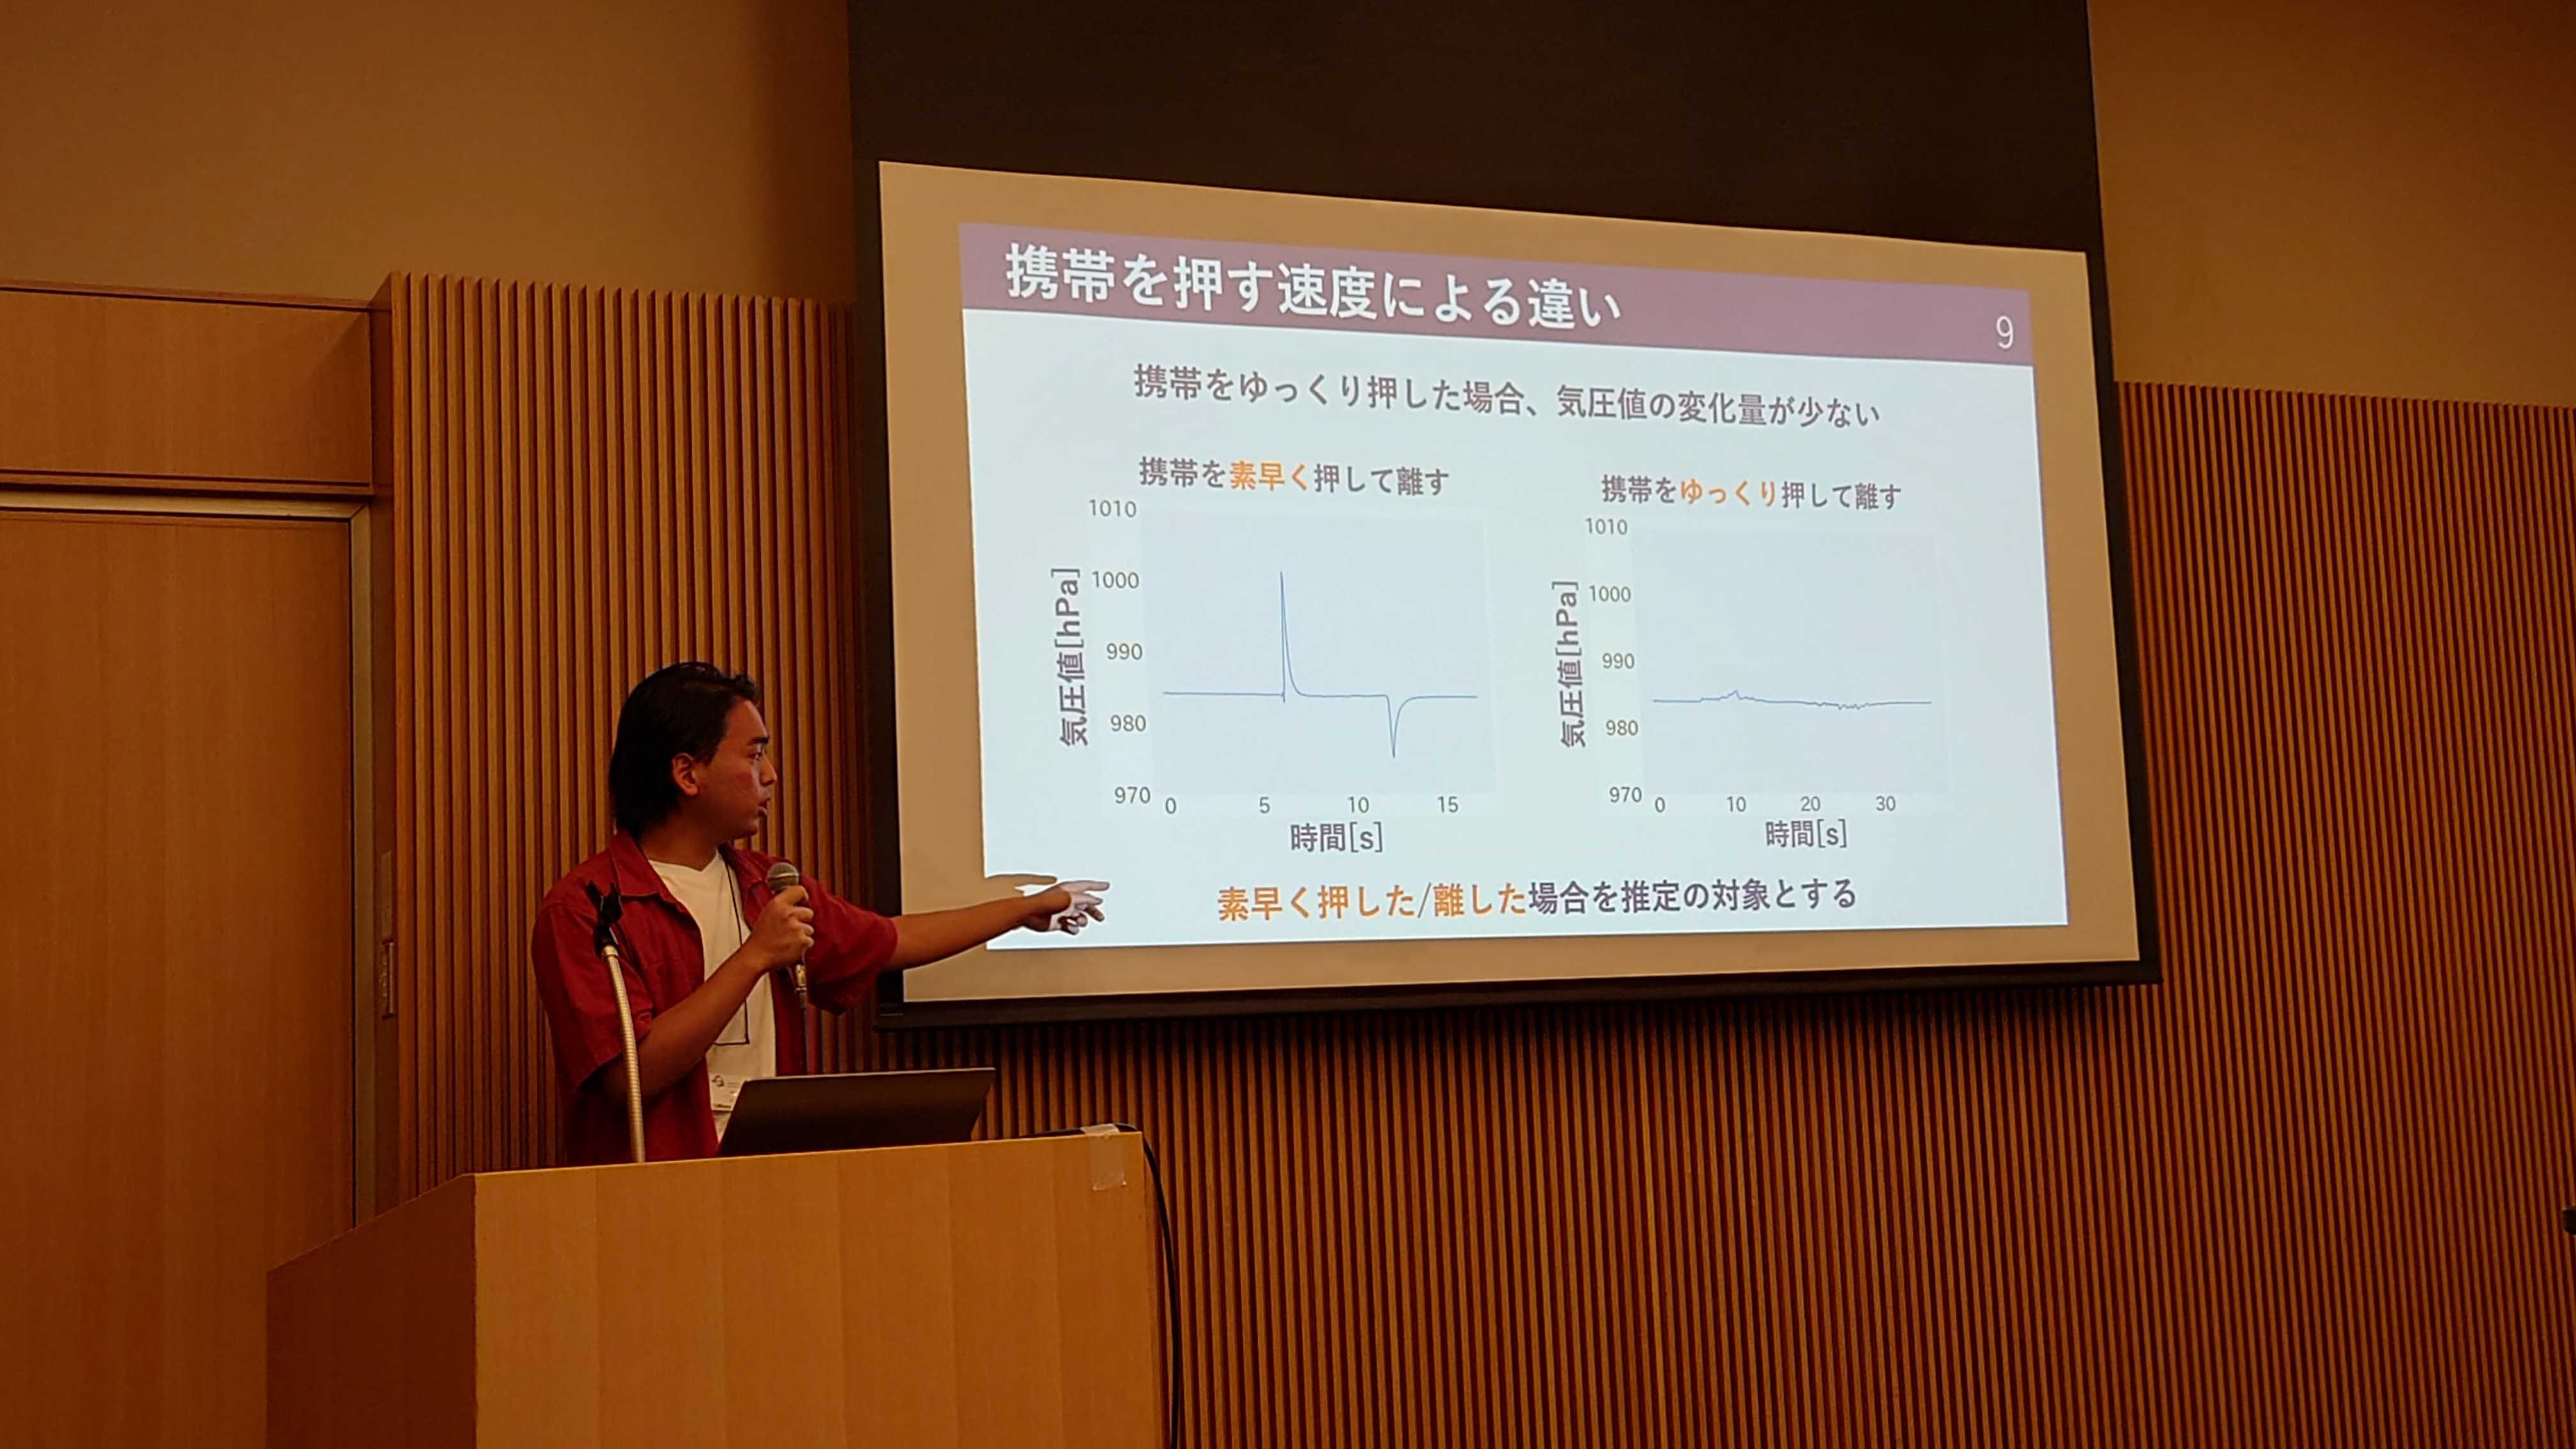 携帯を押す速度による違い
9
携帯をゆっくり押した場合、気圧値の変化量が少ない
携帯を素早く押して離す
1010
1000
990
980
970
0 5 10 15
気圧値[hPa]
時間[s]
携帯をゆっくり押して離す
1010
1000
990
980
970
0 10 20 30
気圧値[hPa]
時間[s]
素早く押した/離した場合を推定の対象とする